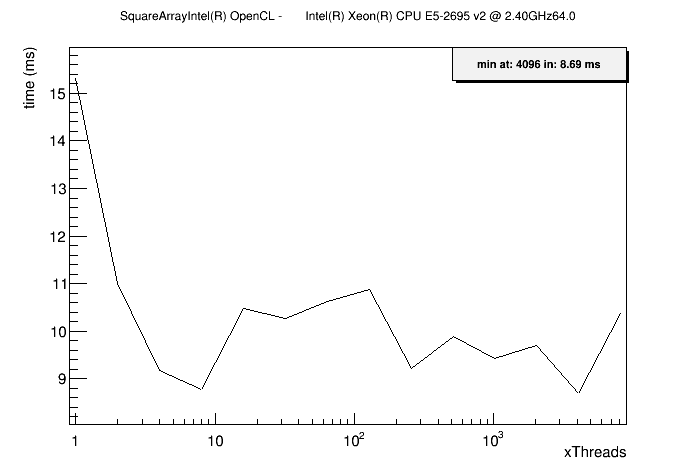 SquareArrayIntel(R) OpenCL - Intel(R) Xeon(R) CPU E5-2695 v2 @ 2.40GHz64.0
time (ms)
min at: 4096 in: 8.69 ms
15
14
13
12
11
10
9
1 10 10² 10³
xThreads